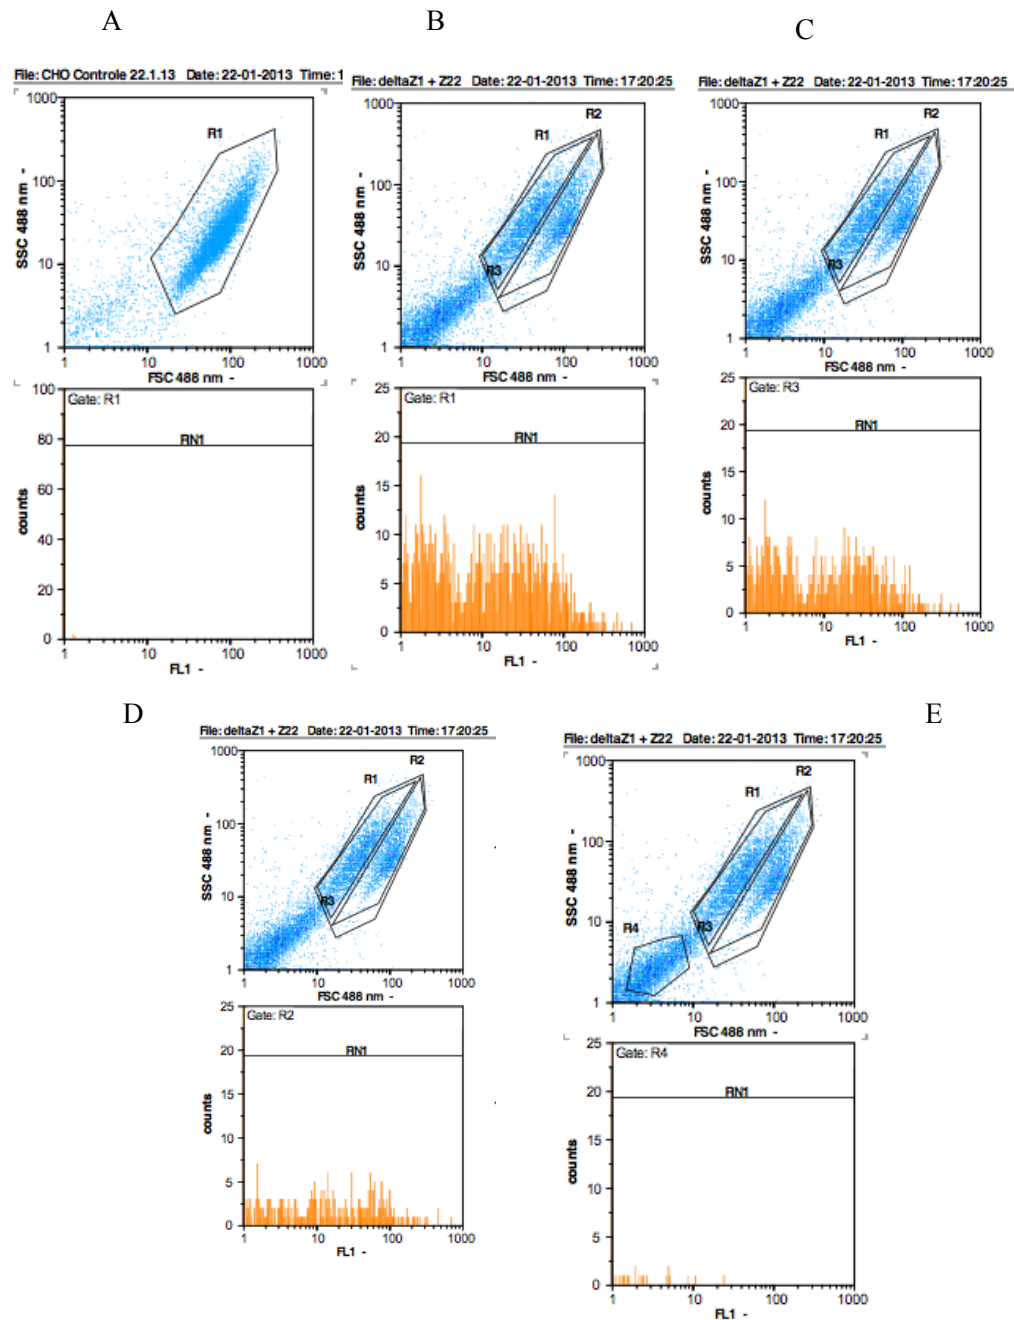 A
B
C
File: CHO Controle 22.1.13 Date: 22-01-2013 Time: 1
1000
100
10
1
SSC 488 nm -
R1
1 10 100 1000
FSC 488 nm -
Gate: R1
RN1
100
80
60
40
20
0
counts
1 10 100 1000
FL1 -
File: deltaZ1 + Z22 Date: 22-01-2013 Time: 17:20:25
1000
100
10
1
SSC 488 nm -
R2
R1
R3
1 10 100 1000
FSC 488 nm -
Gate: R1
RN1
25
20
15
10
5
0
counts
1 10 100 1000
FL1 -
File: deltaZ1 + Z22 Date: 22-01-2013 Time: 17:20:25
1000
100
10
1
SSC 488 nm -
R2
R1
R3
1 10 100 1000
FSC 488 nm -
Gate: R3
RN1
25
20
15
10
5
0
counts
1 10 100 1000
FL1 -
D
E
File: deltaZ1 + Z22 Date: 22-01-2013 Time: 17:20:25
1000
100
10
1
SSC 488 nm -
R2
R1
R3
1 10 100 1000
FSC 488 nm -
Gate: R2
RN1
25
20
15
10
5
0
counts
1 10 100 1000
FL1 -
File: deltaZ1 + Z22 Date: 22-01-2013 Time: 17:20:25
1000
100
10
1
SSC 488 nm -
R2
R1
R3
R4
1 10 100 1000
FSC 488 nm -
Gate: R4
RN1
25
20
15
10
5
0
counts
1 10 100 1000
FL1 -